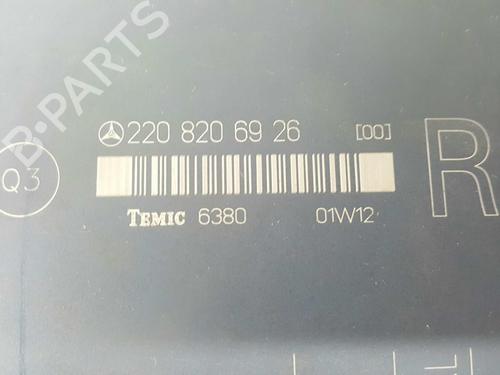 B-PARTS
220 820 69 26 [00]
Q3
R
TEMIC 6380 01W12